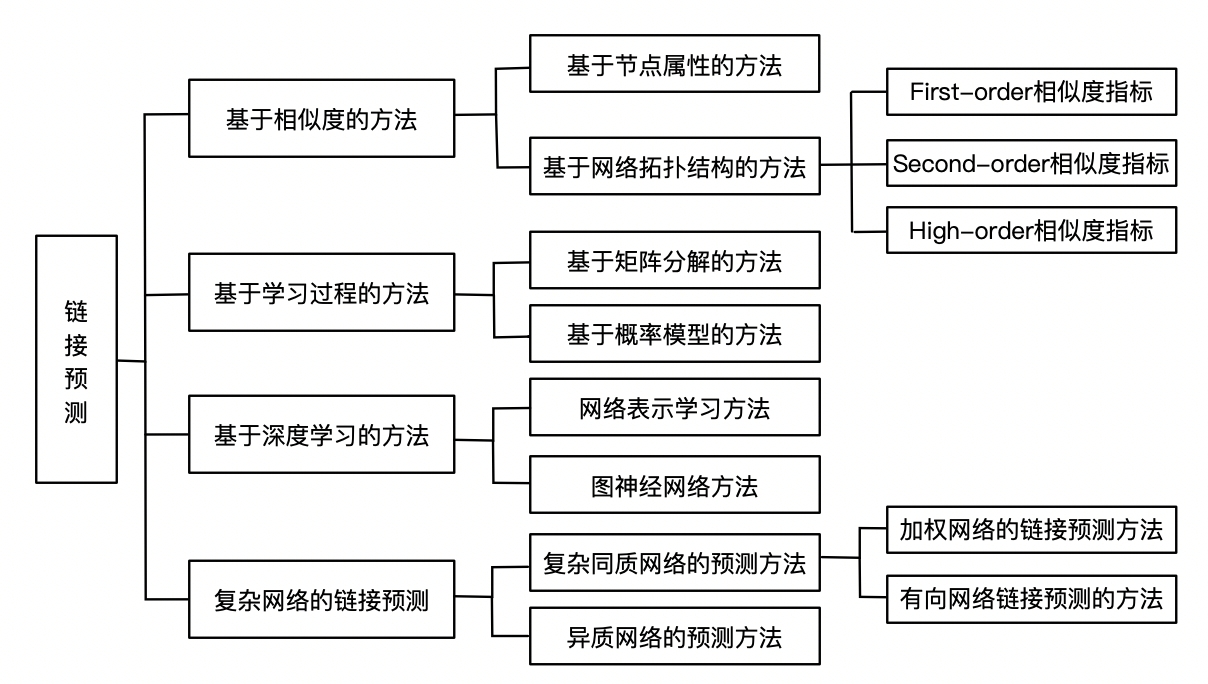 链接预测
基于相似度的方法
基于节点属性的方法
基于网络拓扑结构的方法
First-order相似度指标
Second-order相似度指标
High-order相似度指标
基于学习过程的方法
基于矩阵分解的方法
基于概率模型的方法
基于深度学习的方法
网络表示学习方法
图神经网络方法
复杂网络的链接预测
复杂同质网络的预测方法
加权网络的链接预测方法
有向网络链接预测的方法
异质网络的预测方法